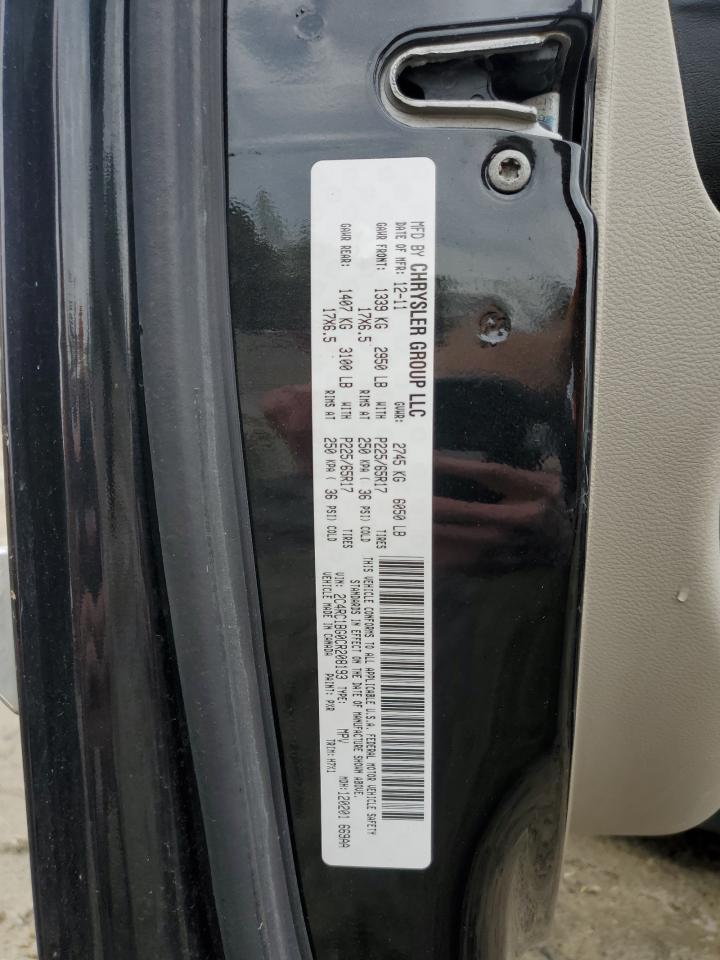 MFD BY CHRYSLER GROUP LLC
DATE OF MFR: 12-11 GVWR: 2745 KG 6050 LB
GAWR FRONT: 1339 KG 2950 LB WITH P225/65R17 TIRES
17X6.5 RIMS AT 250 KPA ( 36 PSI) COLD
GAWR REAR: 1407 KG 3100 LB WITH P225/65R17 TIRES
17X6.5 RIMS AT 250 KPA ( 36 PSI) COLD
THIS VEHICLE CONFORMS TO ALL APPLICABLE U.S.A. FEDERAL MOTOR VEHICLE SAFETY
STANDARDS IN EFFECT ON THE DATE OF MANUFACTURE SHOWN ABOVE.
VIN: 2C4RC1BG0CR208193 TYPE: MPV MDH:120201 669AA
VEHICLE MADE IN CANADA PAINT: PXR TRIM:H7X1